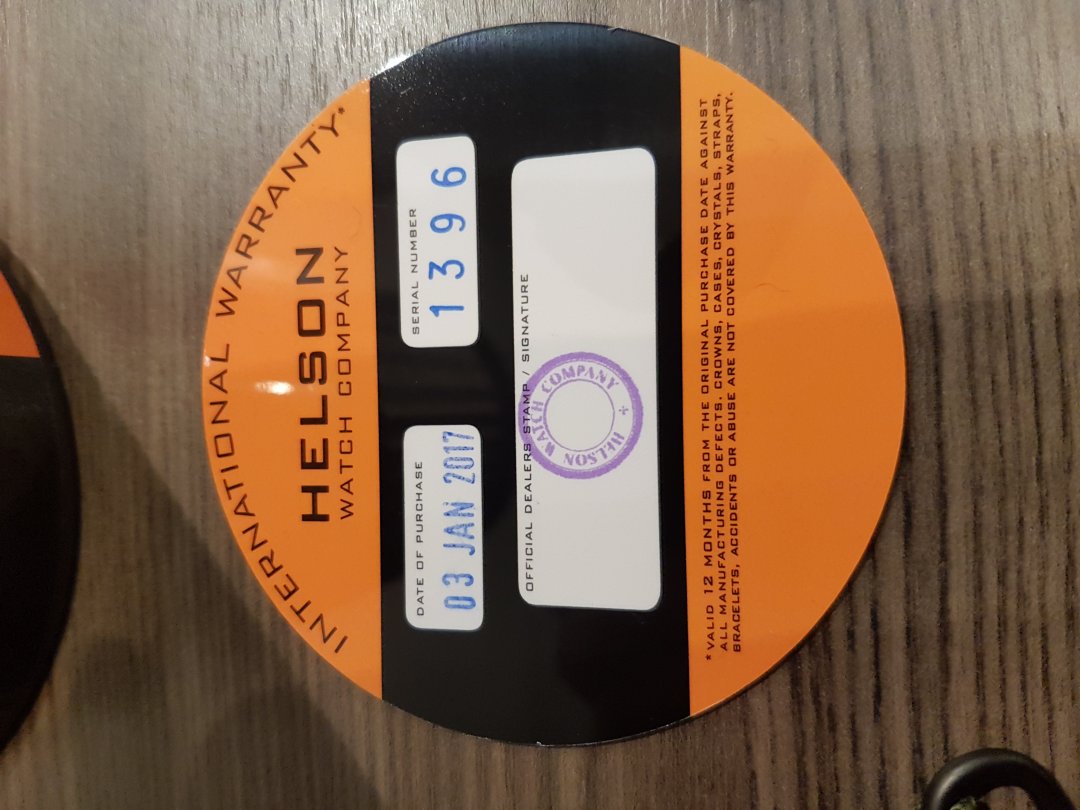 INTERNATIONAL WARRANTY*
HELSON
WATCH COMPANY
DATE OF PURCHASE
03 JAN 2017
SERIAL NUMBER
1396
OFFICIAL DEALERS STAMP / SIGNATURE
HELSON WATCH COMPANY +
* VALID 12 MONTHS FROM THE ORIGINAL PURCHASE DATE AGAINST
ALL MANUFACTURING DEFECTS. CROWNS, CASES, CRYSTALS, STRAPS,
BRACELETS, ACCIDENTS OR ABUSE ARE NOT COVERED BY THIS WARRANTY.